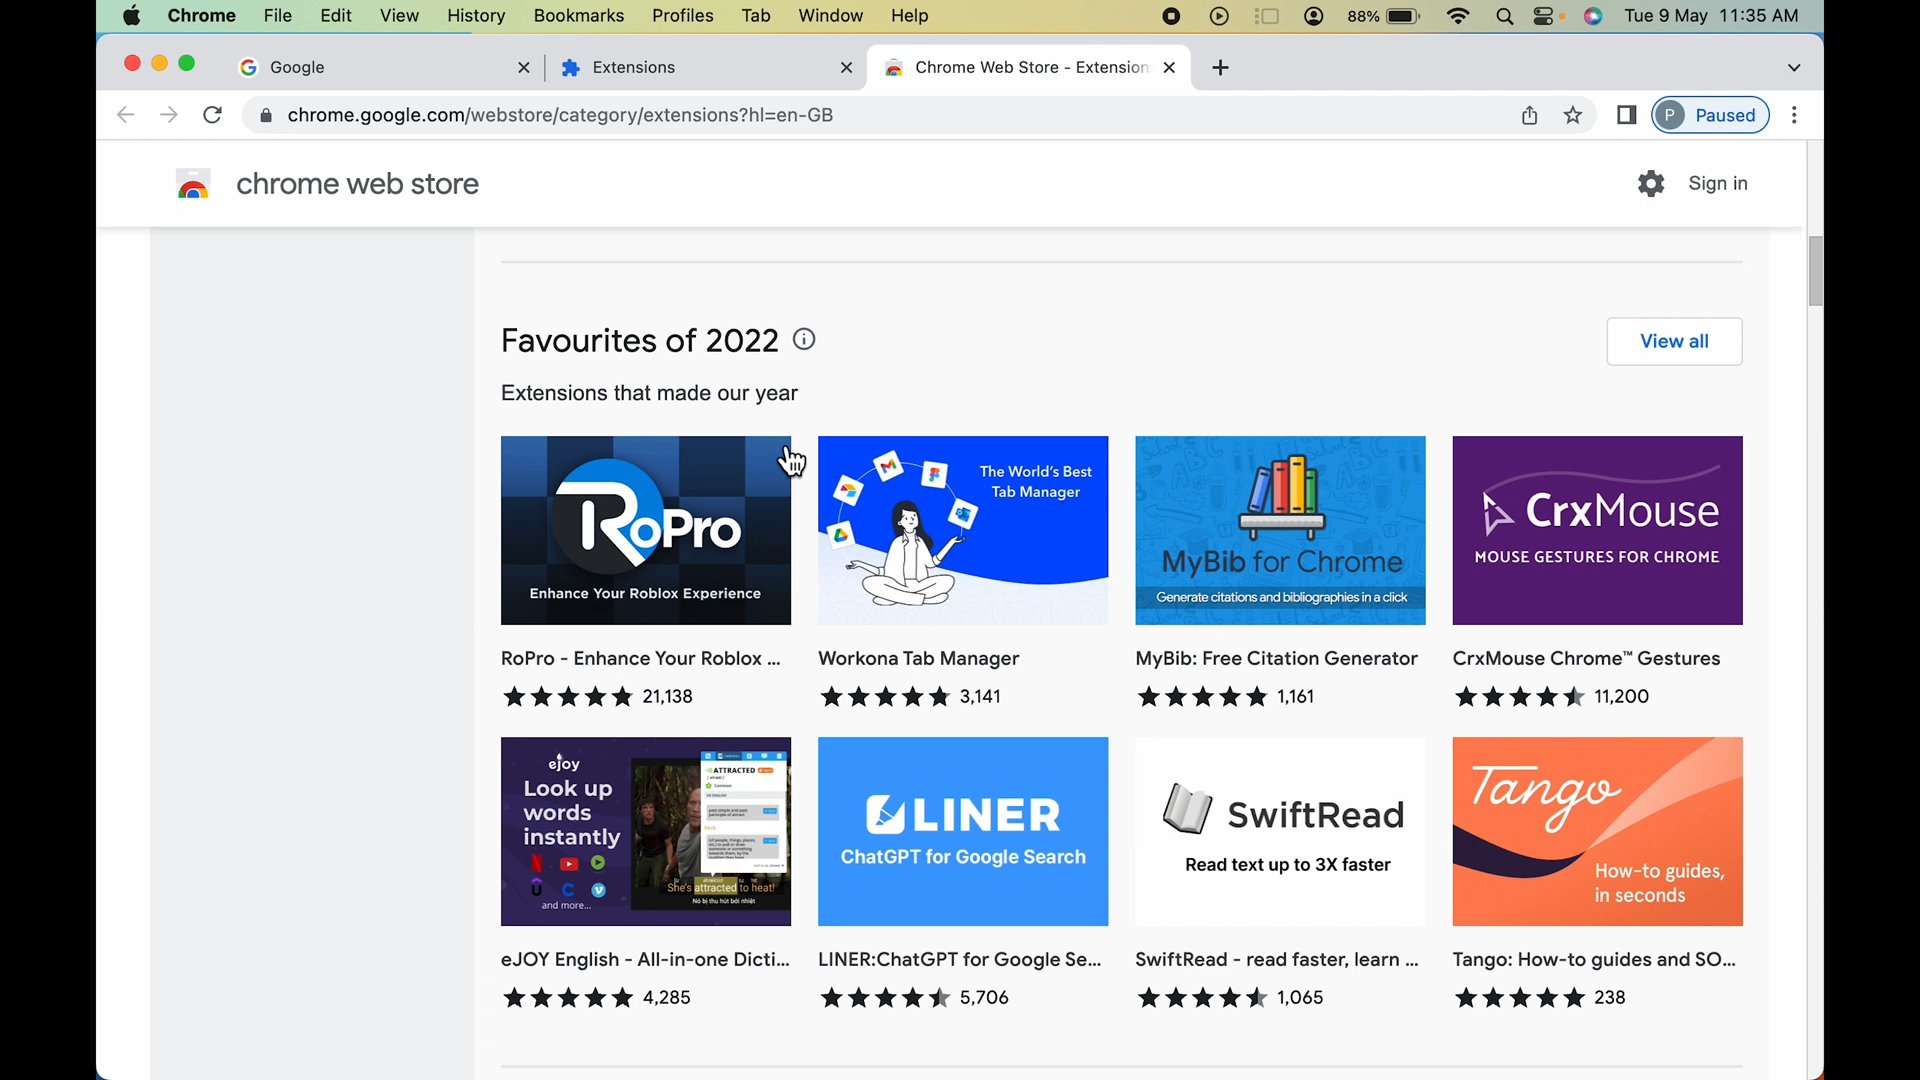 Chrome File Edit View History Bookmarks Profiles Tab Window Help 88% Tue 9 May 11:35 AM
Google
Extensions
Chrome Web Store - Extension
chrome.google.com/webstore/category/extensions?hl=en-GB
P Paused
chrome web store
Sign in
Favourites of 2022
View all
Extensions that made our year
RoPro
Enhance Your Roblox Experience
The World's Best
Tab Manager
MyBib for Chrome
Generate citations and bibliographies in a click
CrxMouse
MOUSE GESTURES FOR CHROME
RoPro - Enhance Your Roblox ...
Workona Tab Manager
MyBib: Free Citation Generator
CrxMouse Chrome™ Gestures
21,138
3,141
1,161
11,200
eJOY
Look up
words
instantly
and more...
ATTRACTED
Common
She's attracted to heat!
Nó bị thu hút bởi nhiệt
LINER
ChatGPT for Google Search
SwiftRead
Read text up to 3X faster
Tango
How-to guides,
in seconds
eJOY English - All-in-one Dicti...
LINER:ChatGPT for Google Se...
SwiftRead - read faster, learn ...
Tango: How-to guides and SO...
4,285
5,706
1,065
238